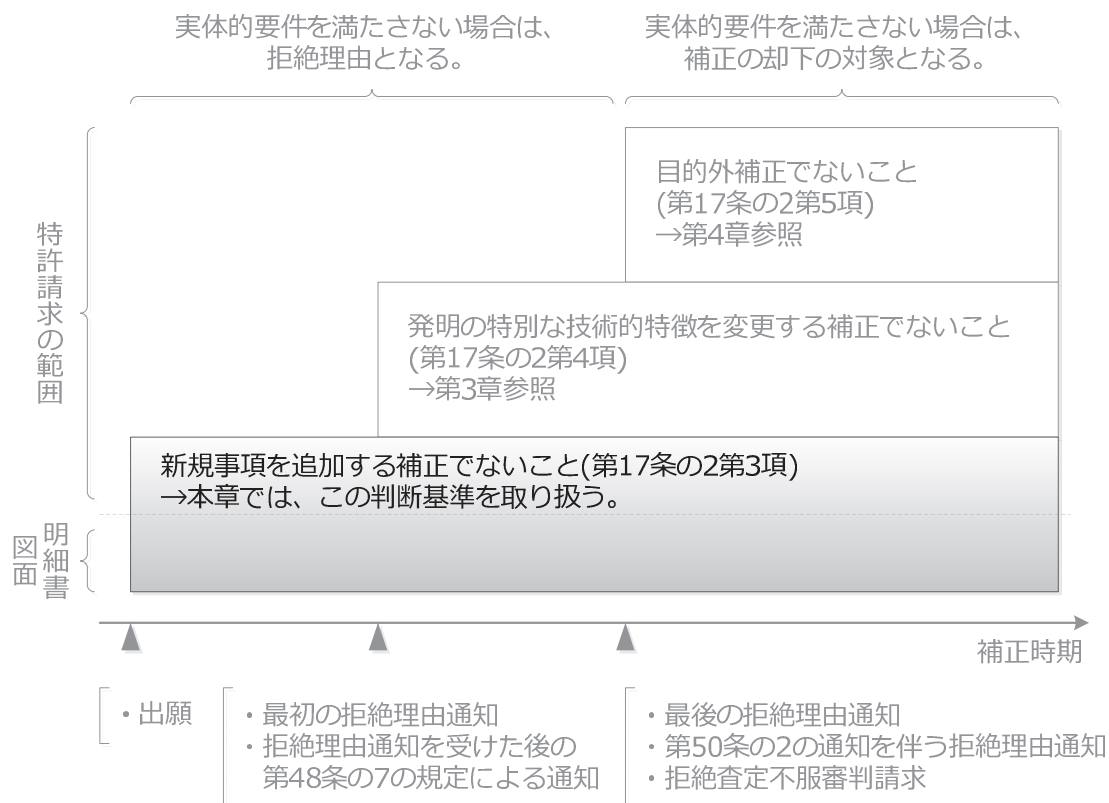 実体的要件を満たさない場合は、
拒絶理由となる。
実体的要件を満たさない場合は、
補正の却下の対象となる。
目的外補正でないこと
(第17条の2第5項)
→第4章参照
特許請求の範囲
発明の特別な技術的特徴を変更する補正でないこと
(第17条の2第4項)
→第3章参照
新規事項を追加する補正でないこと(第17条の2第3項)
→本章では、この判断基準を取り扱う。
明細書
図面
補正時期
・出願
・最初の拒絶理由通知
・拒絶理由通知を受けた後の
第48条の7の規定による通知
・最後の拒絶理由通知
・第50条の2の通知を伴う拒絶理由通知
・拒絶査定不服審判請求